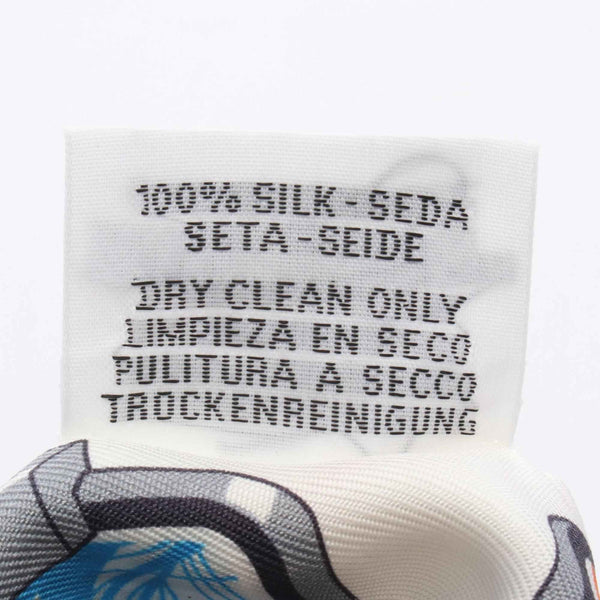 100% SILK - SEDA
SETA - SEIDE
DRY CLEAN ONLY
LIMPIEZA EN SECO
PULITURA A SECCO
TROCKENREINIGUNG